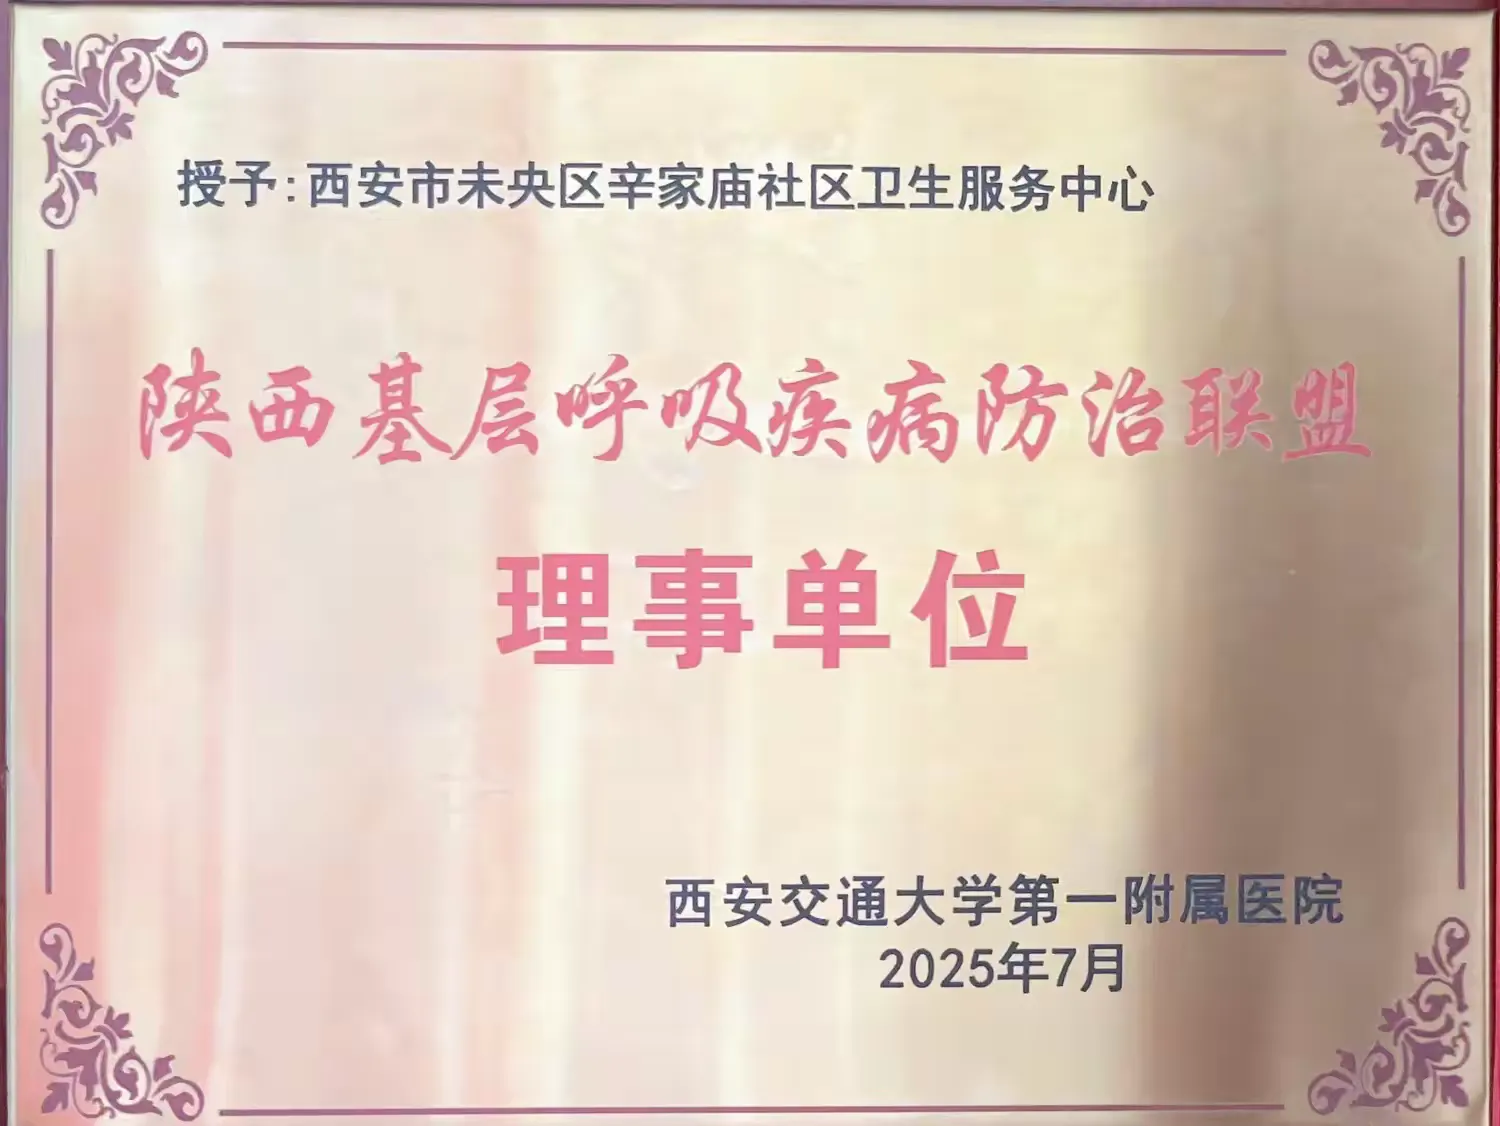 授予:西安市未央区辛家庙社区卫生服务中心
陕西基层呼吸疾病防治联盟
理事单位
西安交通大学第一附属医院
2025年7月